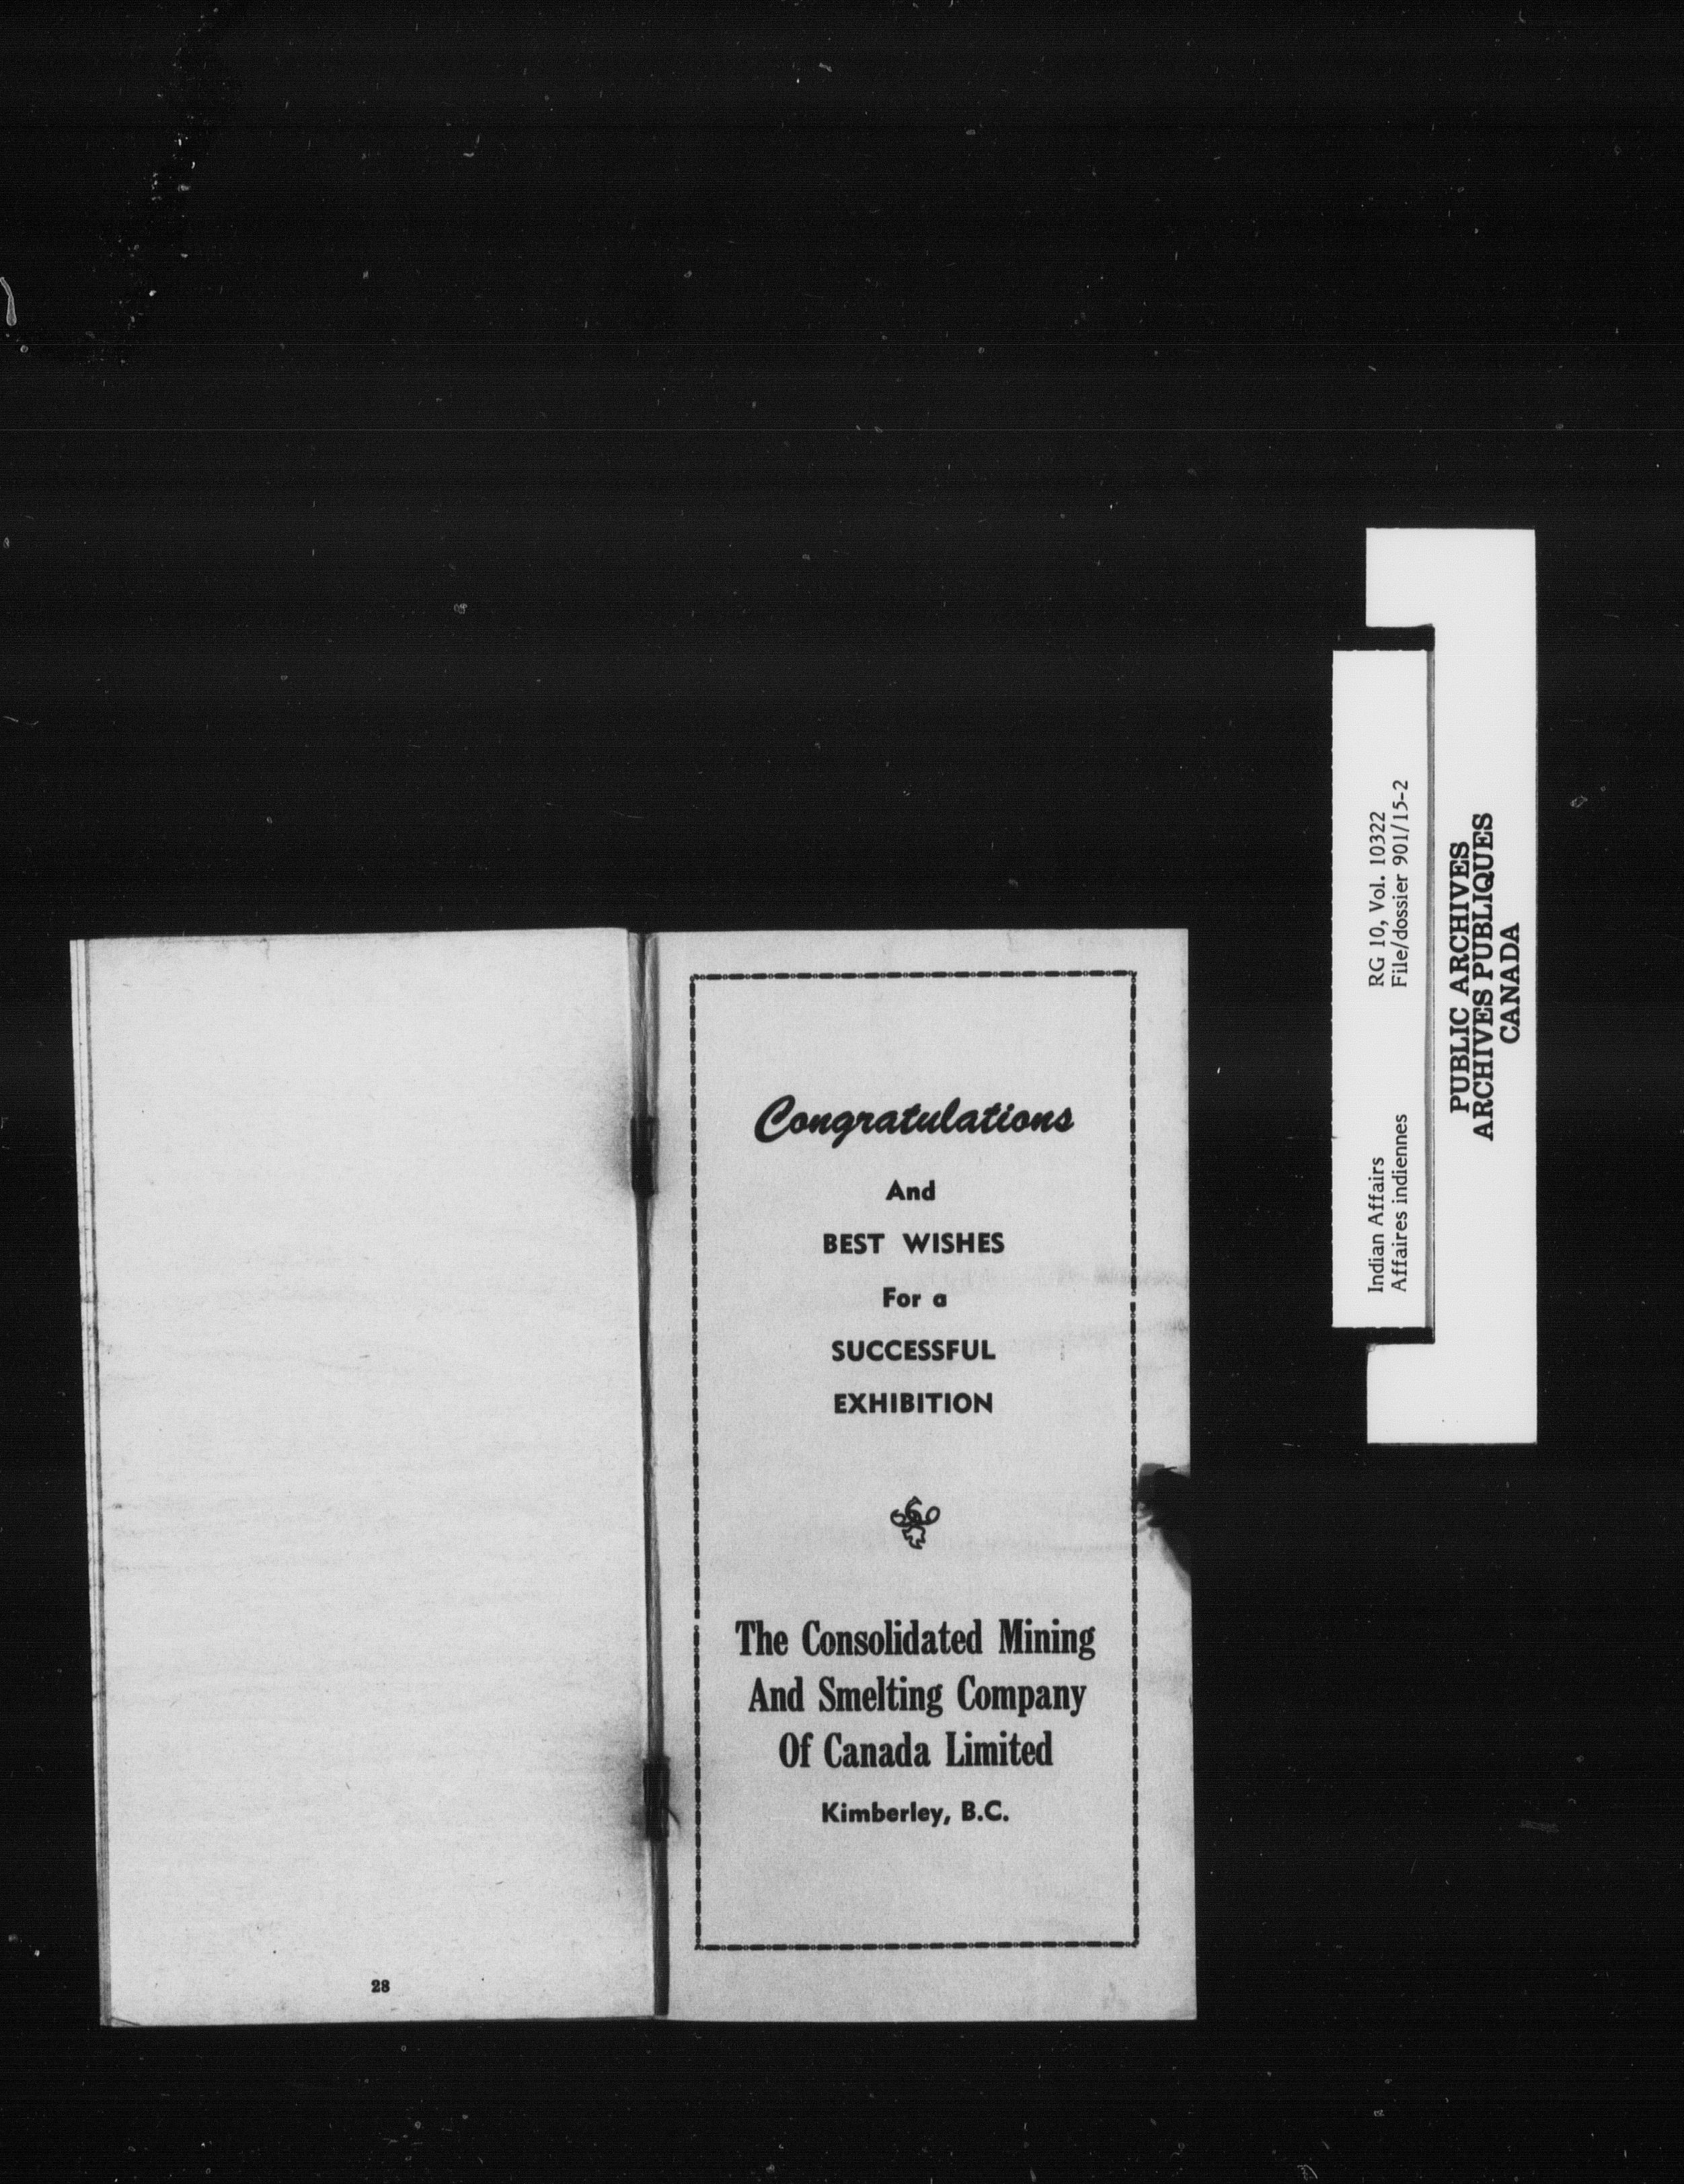 28
Congratulations
And
BEST WISHES
For a
SUCCESSFUL
EXHIBITION
The Consolidated Mining
And Smelting Company
Of Canada Limited
Kimberley, B.C.
Indian Affairs RG 10, Vol. 10322
Affaires indiennes File/dossier 901/15-2
PUBLIC ARCHIVES
ARCHIVES PUBLIQUES
CANADA